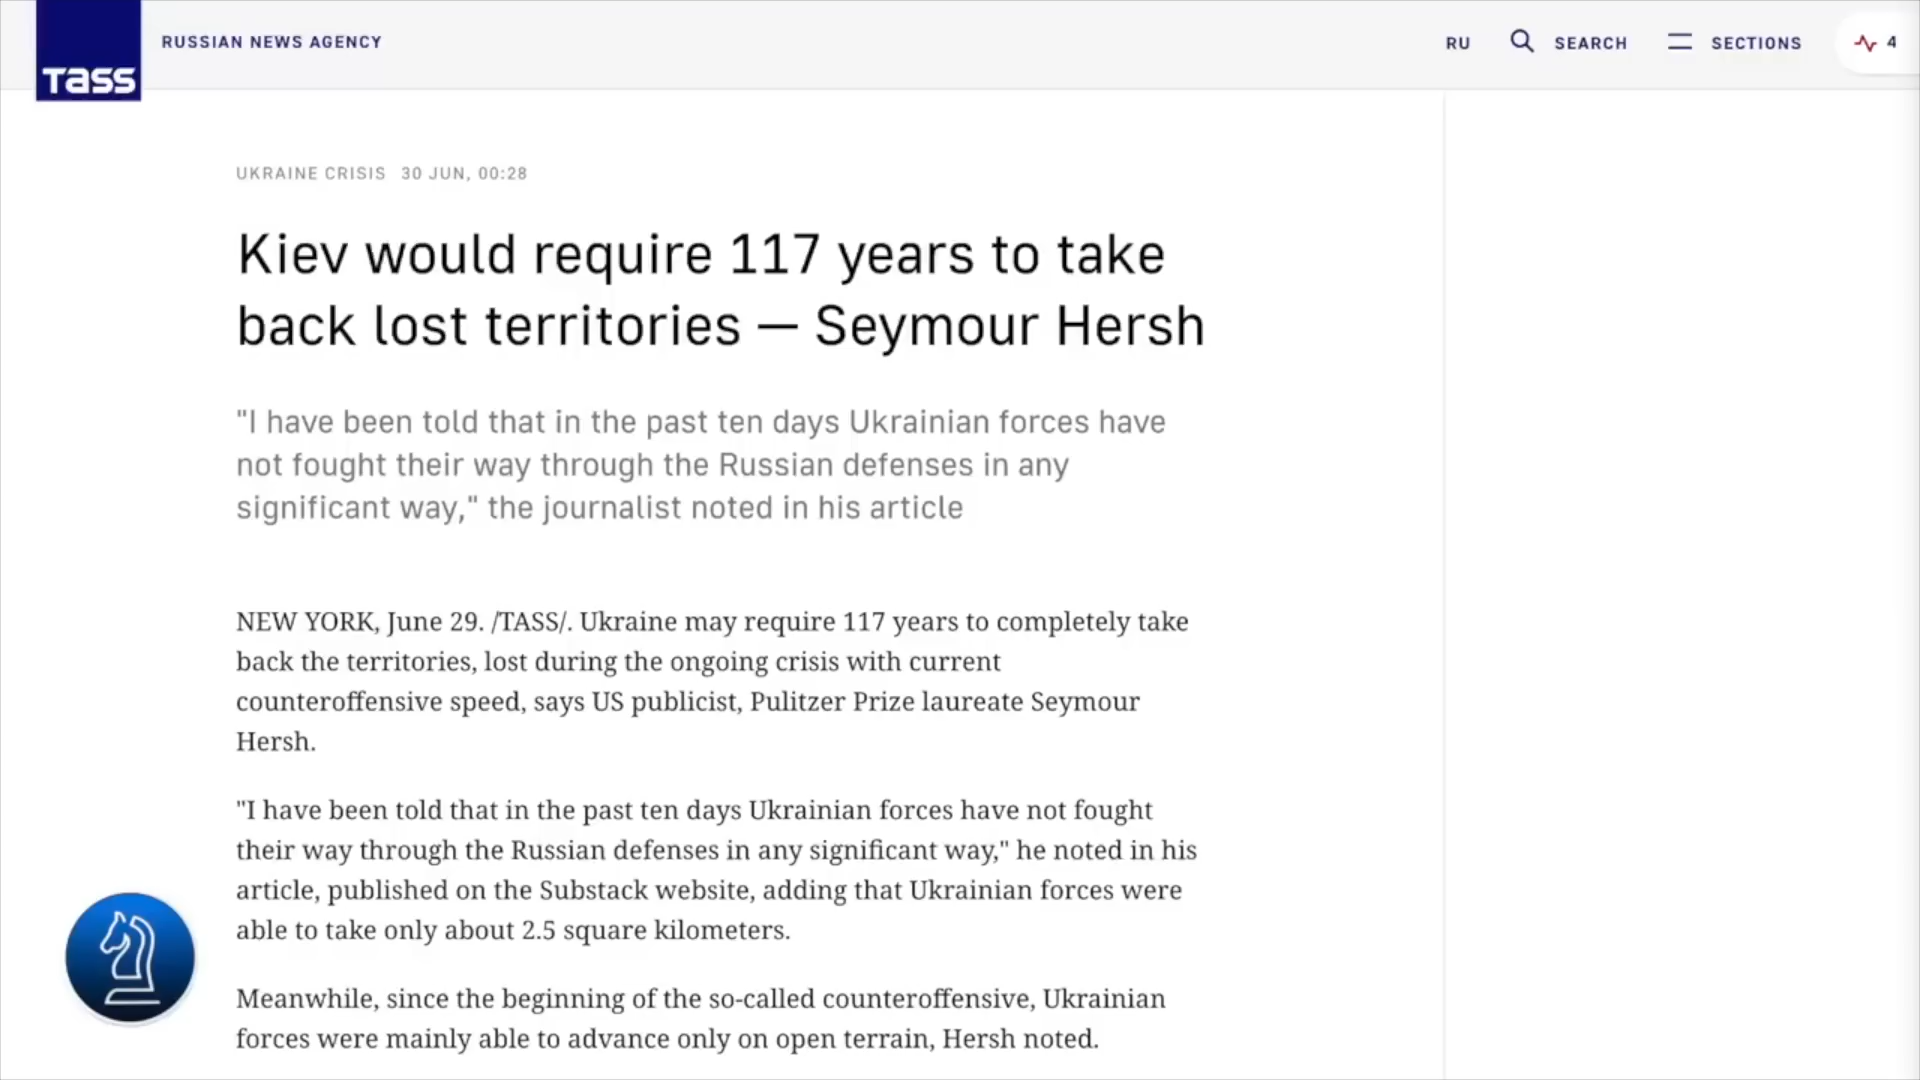 TASS
RUSSIAN NEWS AGENCY
RU
SEARCH
SECTIONS
4
UKRAINE CRISIS 30 JUN, 00:28
Kiev would require 117 years to take
back lost territories — Seymour Hersh
"I have been told that in the past ten days Ukrainian forces have
not fought their way through the Russian defenses in any
significant way," the journalist noted in his article
NEW YORK, June 29. /TASS/. Ukraine may require 117 years to completely take
back the territories, lost during the ongoing crisis with current
counteroffensive speed, says US publicist, Pulitzer Prize laureate Seymour
Hersh.
"I have been told that in the past ten days Ukrainian forces have not fought
their way through the Russian defenses in any significant way," he noted in his
article, published on the Substack website, adding that Ukrainian forces were
able to take only about 2.5 square kilometers.
Meanwhile, since the beginning of the so-called counteroffensive, Ukrainian
forces were mainly able to advance only on open terrain, Hersh noted.